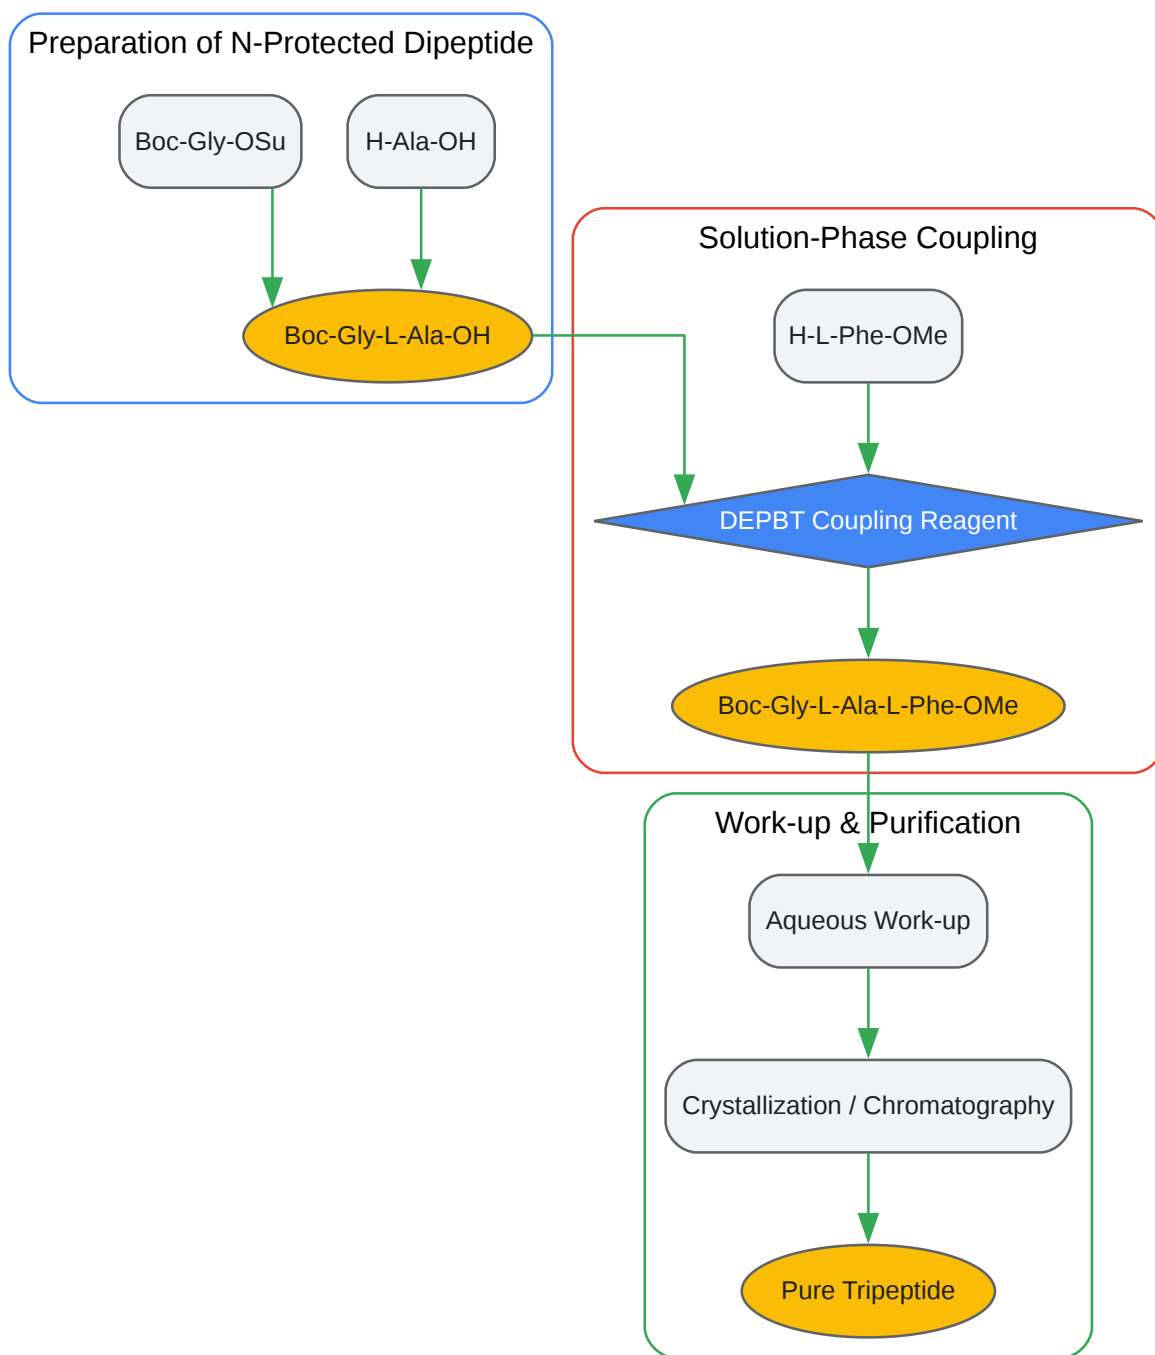 Preparation of N-Protected Dipeptide
Boc-Gly-OSu
H-Ala-OH
Boc-Gly-L-Ala-OH
Solution-Phase Coupling
H-L-Phe-OMe
DEPBT Coupling Reagent
Boc-Gly-L-Ala-L-Phe-OMe
Work-up & Purification
Aqueous Work-up
Crystallization / Chromatography
Pure Tripeptide